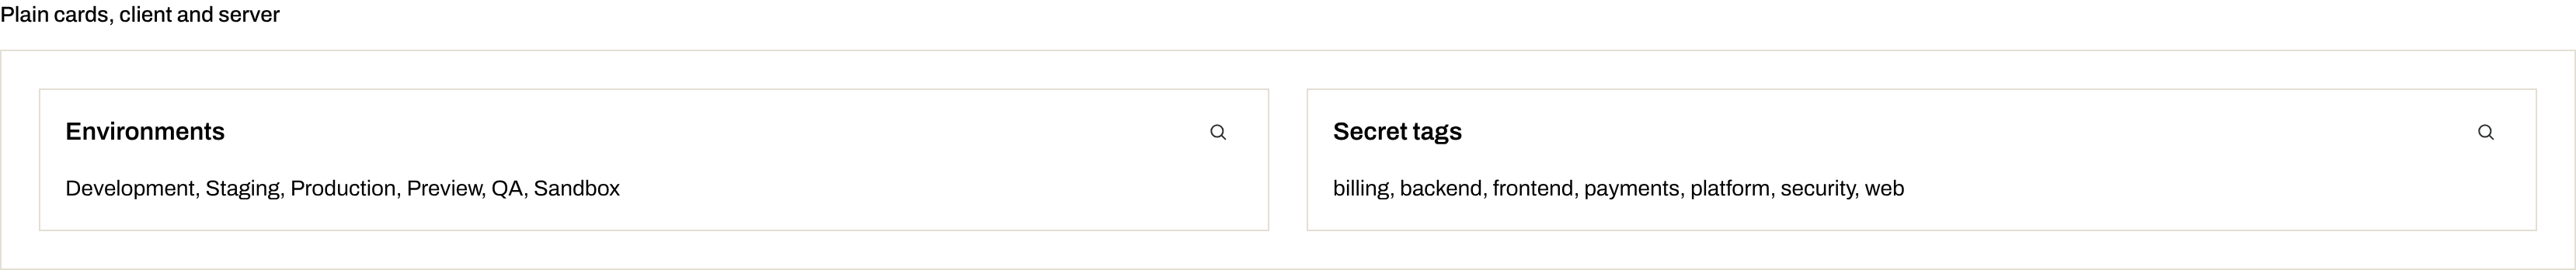 Plain cards, client and server
Environments
Development, Staging, Production, Preview, QA, Sandbox
Secret tags
billing, backend, frontend, payments, platform, security, web